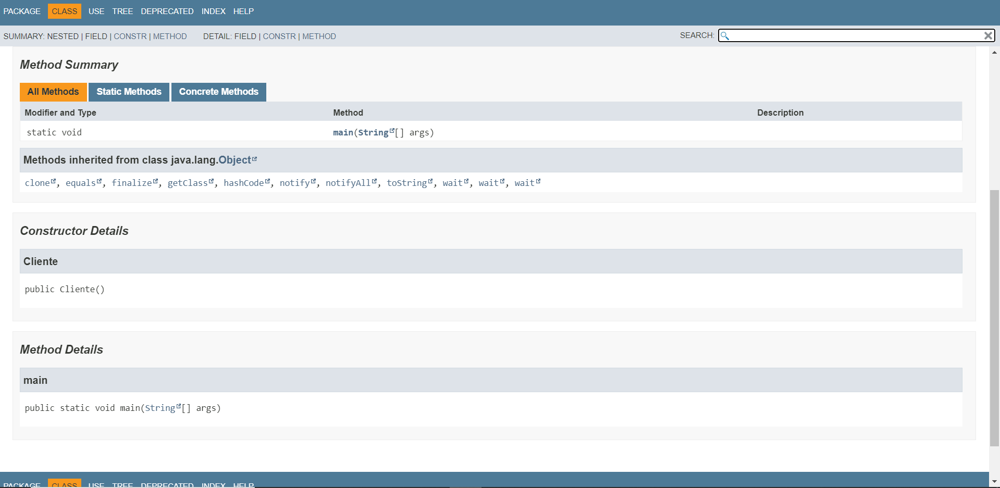 PACKAGE CLASS USE TREE DEPRECATED INDEX HELP
SUMMARY: NESTED | FIELD | CONSTR | METHOD DETAIL: FIELD | CONSTR | METHOD SEARCH:
Method Summary
All Methods Static Methods Concrete Methods
Modifier and Type Method Description
static void main(String[] args)
Methods inherited from class java.lang.Object
clone, equals, finalize, getClass, hashCode, notify, notifyAll, toString, wait, wait, wait
Constructor Details
Cliente
public Cliente()
Method Details
main
public static void main(String[] args)
PACKAGE CLASS USE TREE DEPRECATED INDEX HELP